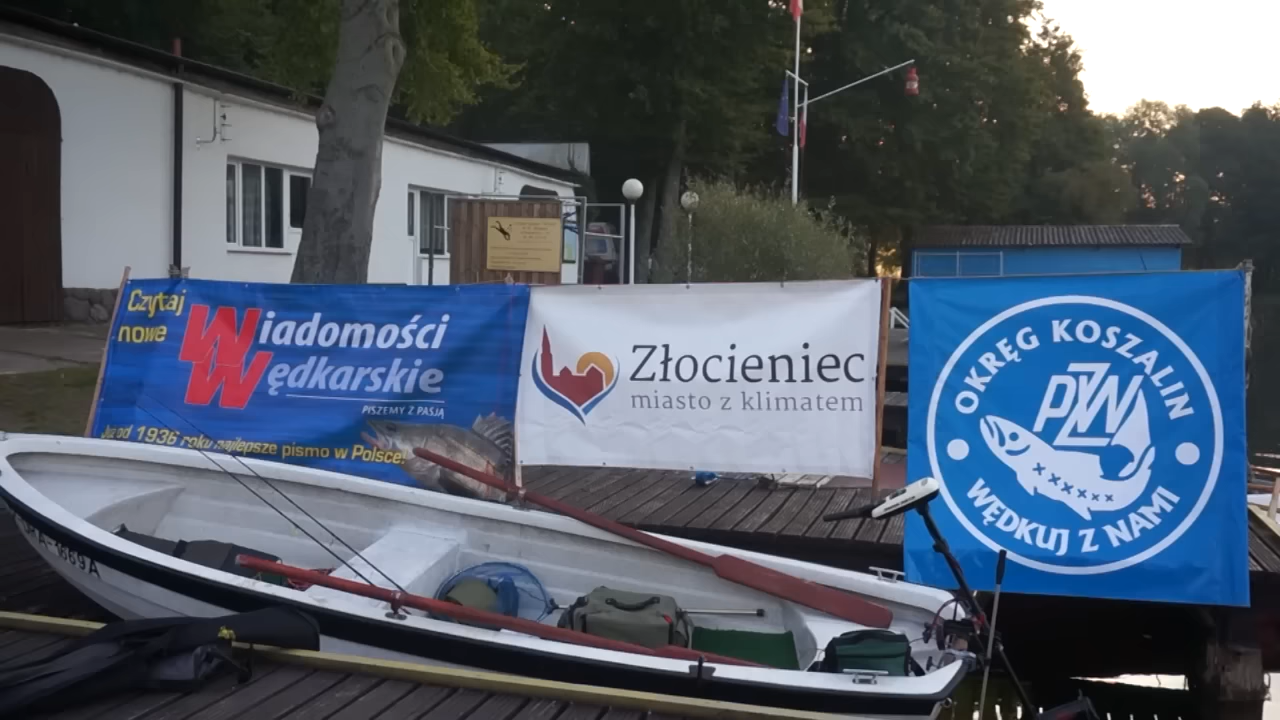 Czytaj
nowe
Wiadomości
Wędkarskie
PISZEMY Z PASJĄ
Już od 1936 roku najlepsze pismo w Polsce!
Złocieniec
miasto z klimatem
OKRĘG KOSZALIN
PZW
WĘDKUJ Z NAMI